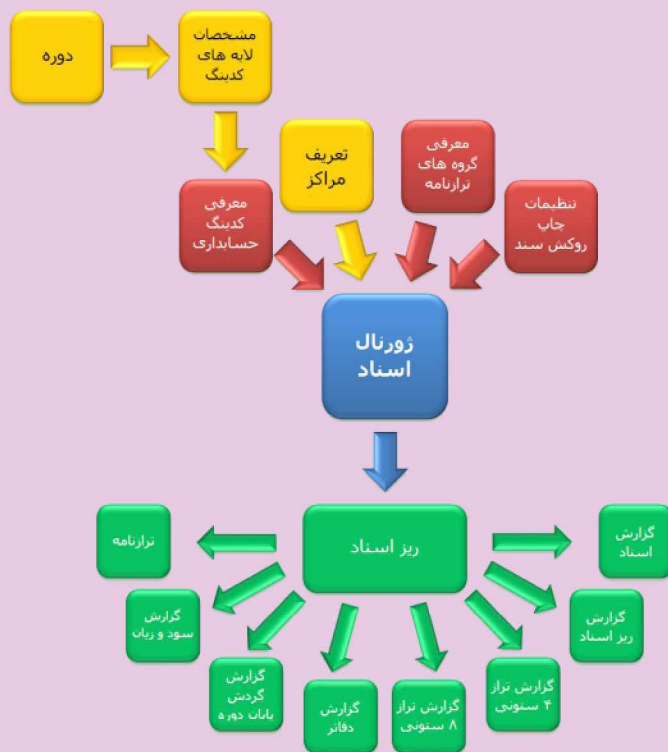 دوره
مشخصات
لایه های
کدینگ
معرفی
کدینگ
حسابداری
تعریف
مراکز
معرفی
گروه های
ترازنامه
تنظیمات
چاپ
روکش سند
ژورنال
اسناد
ریز اسناد
ترازنامه
گزارش
سود و زیان
گزارش
گردش
پایان دوره
گزارش
دفاتر
گزارش تراز
۸ ستونی
گزارش تراز
۴ ستونی
گزارش
ریز اسناد
گزارش
اسناد